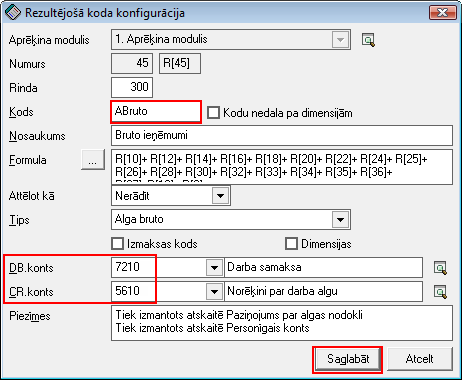 Rezultējošā koda konfigurācija
Aprēķina modulis 1. Aprēķina modulis
Numurs 45 R[45]
Rinda 300
Kods ABruto Kodu nedala pa dimensijām
Nosaukums Bruto ieņēmumi
Formula ... R[10]+ R[12]+ R[14]+ R[16]+ R[18]+ R[20]+ R[22]+ R[24]+ R[25]+
R[26]+ R[28]+ R[30]+ R[32]+ R[33]+ R[34]+ R[35]+ R[36]+
Attēlot kā Nerādīt
Tips Alga bruto
Izmaksas kods Dimensijas
DB.konts 7210 Darba samaksa
CR.konts 5610 Norēķini par darba algu
Piezīmes Tiek izmantots atskaitē Paziņojums par algas nodokli
Tiek izmantots atskaitē Personīgais konts
Saglabāt Atcelt